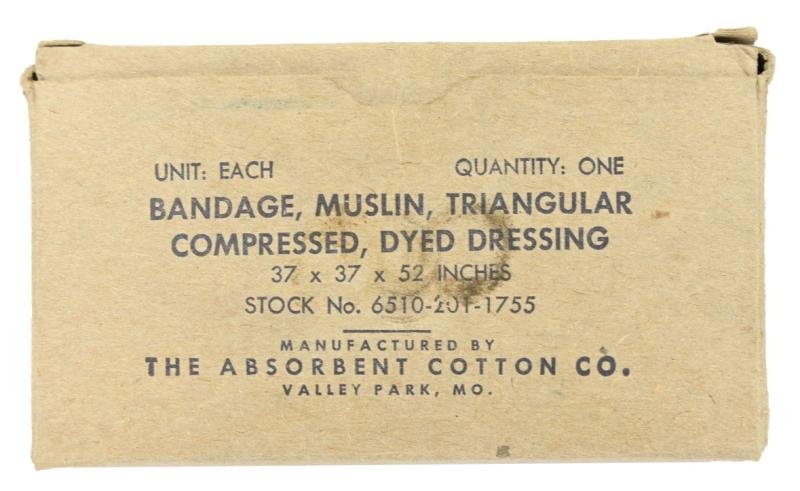 UNIT: EACH QUANTITY: ONE
BANDAGE, MUSLIN, TRIANGULAR
COMPRESSED, DYED DRESSING
37 x 37 x 52 INCHES
STOCK No. 6510-201-1755
MANUFACTURED BY
THE ABSORBENT COTTON CO.
VALLEY PARK, MO.